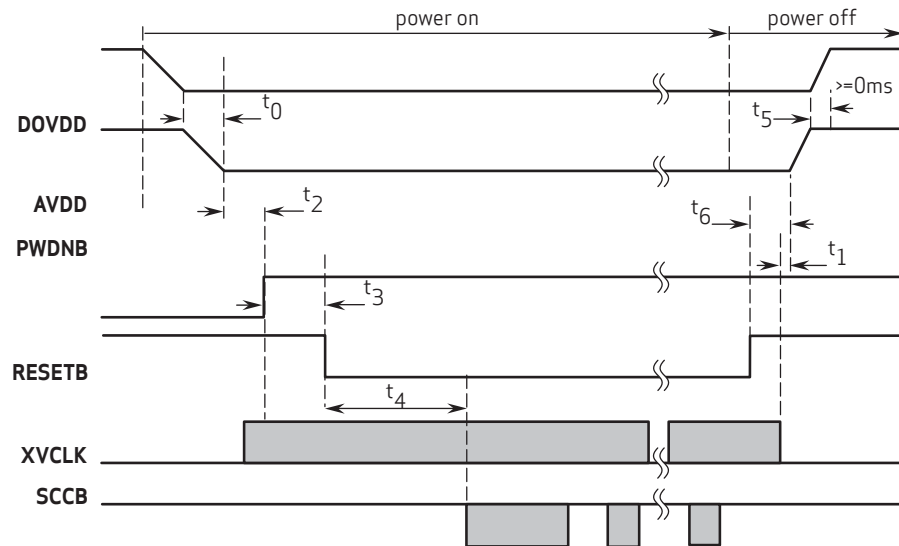 power on
power off
t0
>=0ms
t5
DOVDD
t2
t6
AVDD
PWDNB
t1
t3
RESETB
t4
XVCLK
SCCB